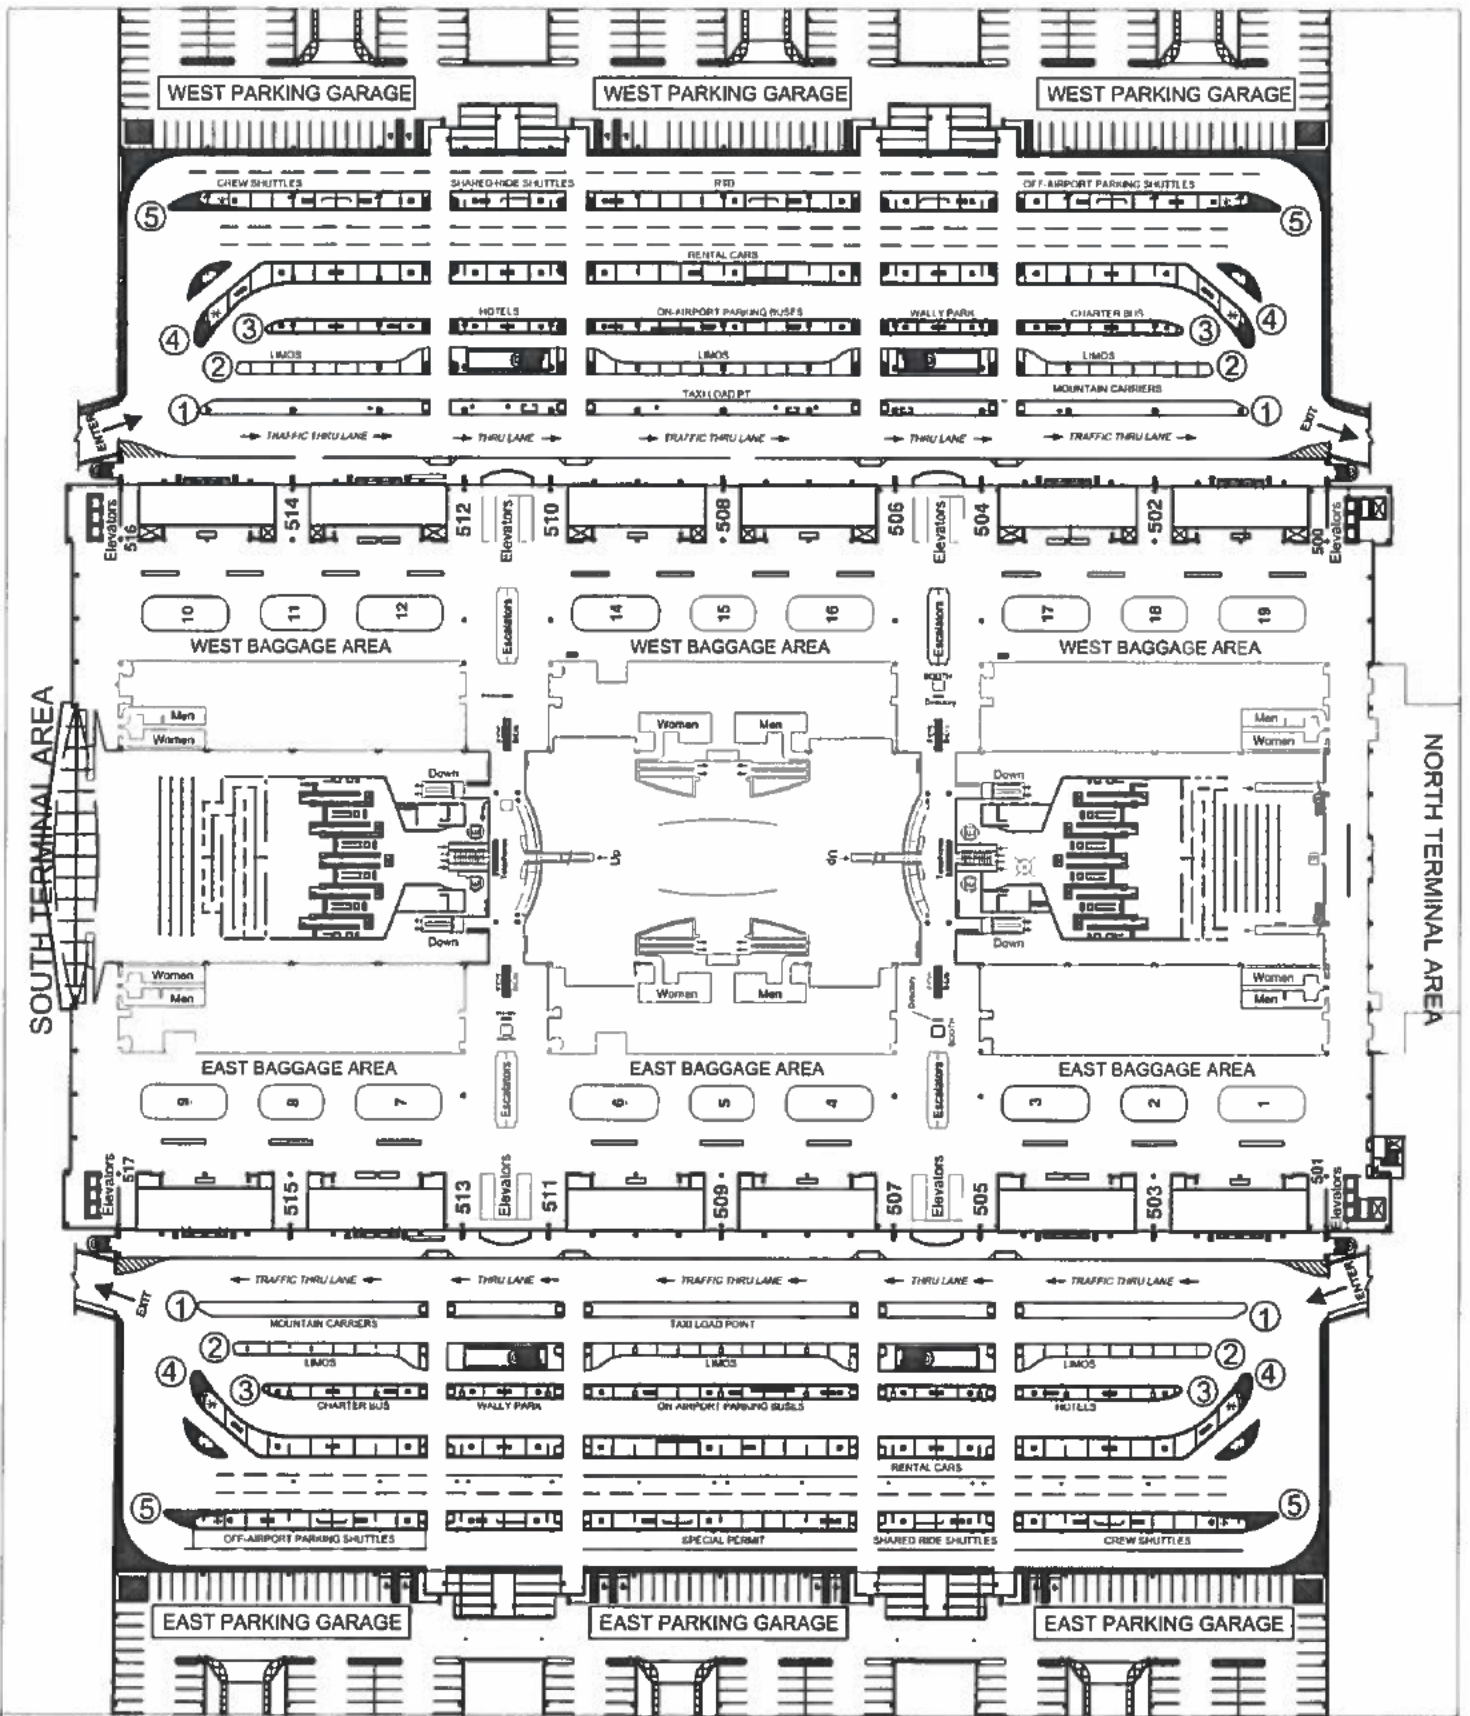 WEST PARKING GARAGE WEST PARKING GARAGE WEST PARKING GARAGE
CREW SHUTTLES SHARED RIDE SHUTTLES RTD OFF-AIRPORT PARKING SHUTTLES
5 5
RENTAL CARS
4 4
HOTELS ON-AIRPORT PARKING BUSES WALLY PARK CHARTER BUS
3 3
LIMOS LIMOS LIMOS
2 2
TAXI LOAD PT MOUNTAIN CARRIERS
1 1
ENTER EXIT
TRAFFIC THRU LANE THRU LANE TRAFFIC THRU LANE THRU LANE TRAFFIC THRU LANE
Elevators 516 514 512 Elevators 510 508 506 Elevators 504 502 500 Elevators
10 11 12 Escalators 14 15 16 Escalators 17 18 19
WEST BAGGAGE AREA WEST BAGGAGE AREA WEST BAGGAGE AREA
BOOTH
Directory
Men Women Men Men
Women Women
SOUTH TERMINAL AREA
NORTH TERMINAL AREA
Down Down
Up Up
Down Down
Women Women
Men Women Men Men
Directory
BOOTH
EAST BAGGAGE AREA EAST BAGGAGE AREA EAST BAGGAGE AREA
9 8 7 Escalators 6 5 4 Escalators 3 2 1
Elevators 517 515 513 Elevators 511 509 507 Elevators 505 503 501 Elevators
TRAFFIC THRU LANE THRU LANE TRAFFIC THRU LANE THRU LANE TRAFFIC THRU LANE
EXIT ENTER
1 1
MOUNTAIN CARRIERS TAXI LOAD POINT
2 2
LIMOS LIMOS LIMOS
4 4
3 3
CHARTER BUS WALLY PARK ON AIRPORT PARKING BUSES HOTELS
RENTAL CARS
5 5
OFF-AIRPORT PARKING SHUTTLES SPECIAL PERMIT SHARED RIDE SHUTTLES CREW SHUTTLES
EAST PARKING GARAGE EAST PARKING GARAGE EAST PARKING GARAGE